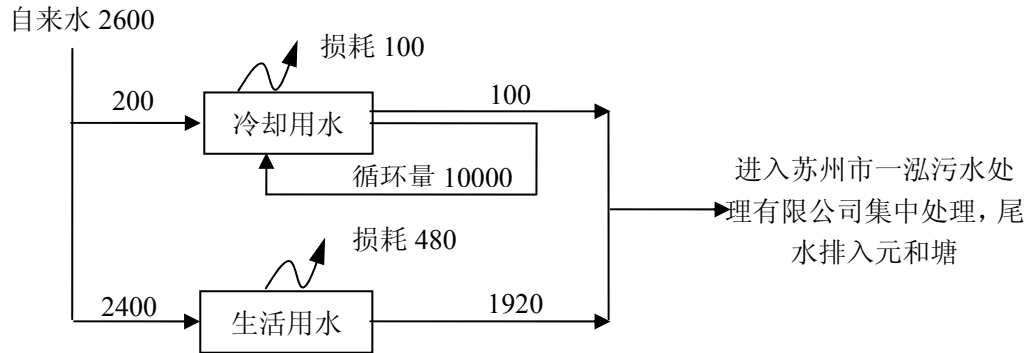 自来水 2600
损耗 100
200
冷却用水
100
循环量 10000
进入苏州市一泓污水处
理有限公司集中处理，尾
水排入元和塘
损耗 480
2400
生活用水
1920